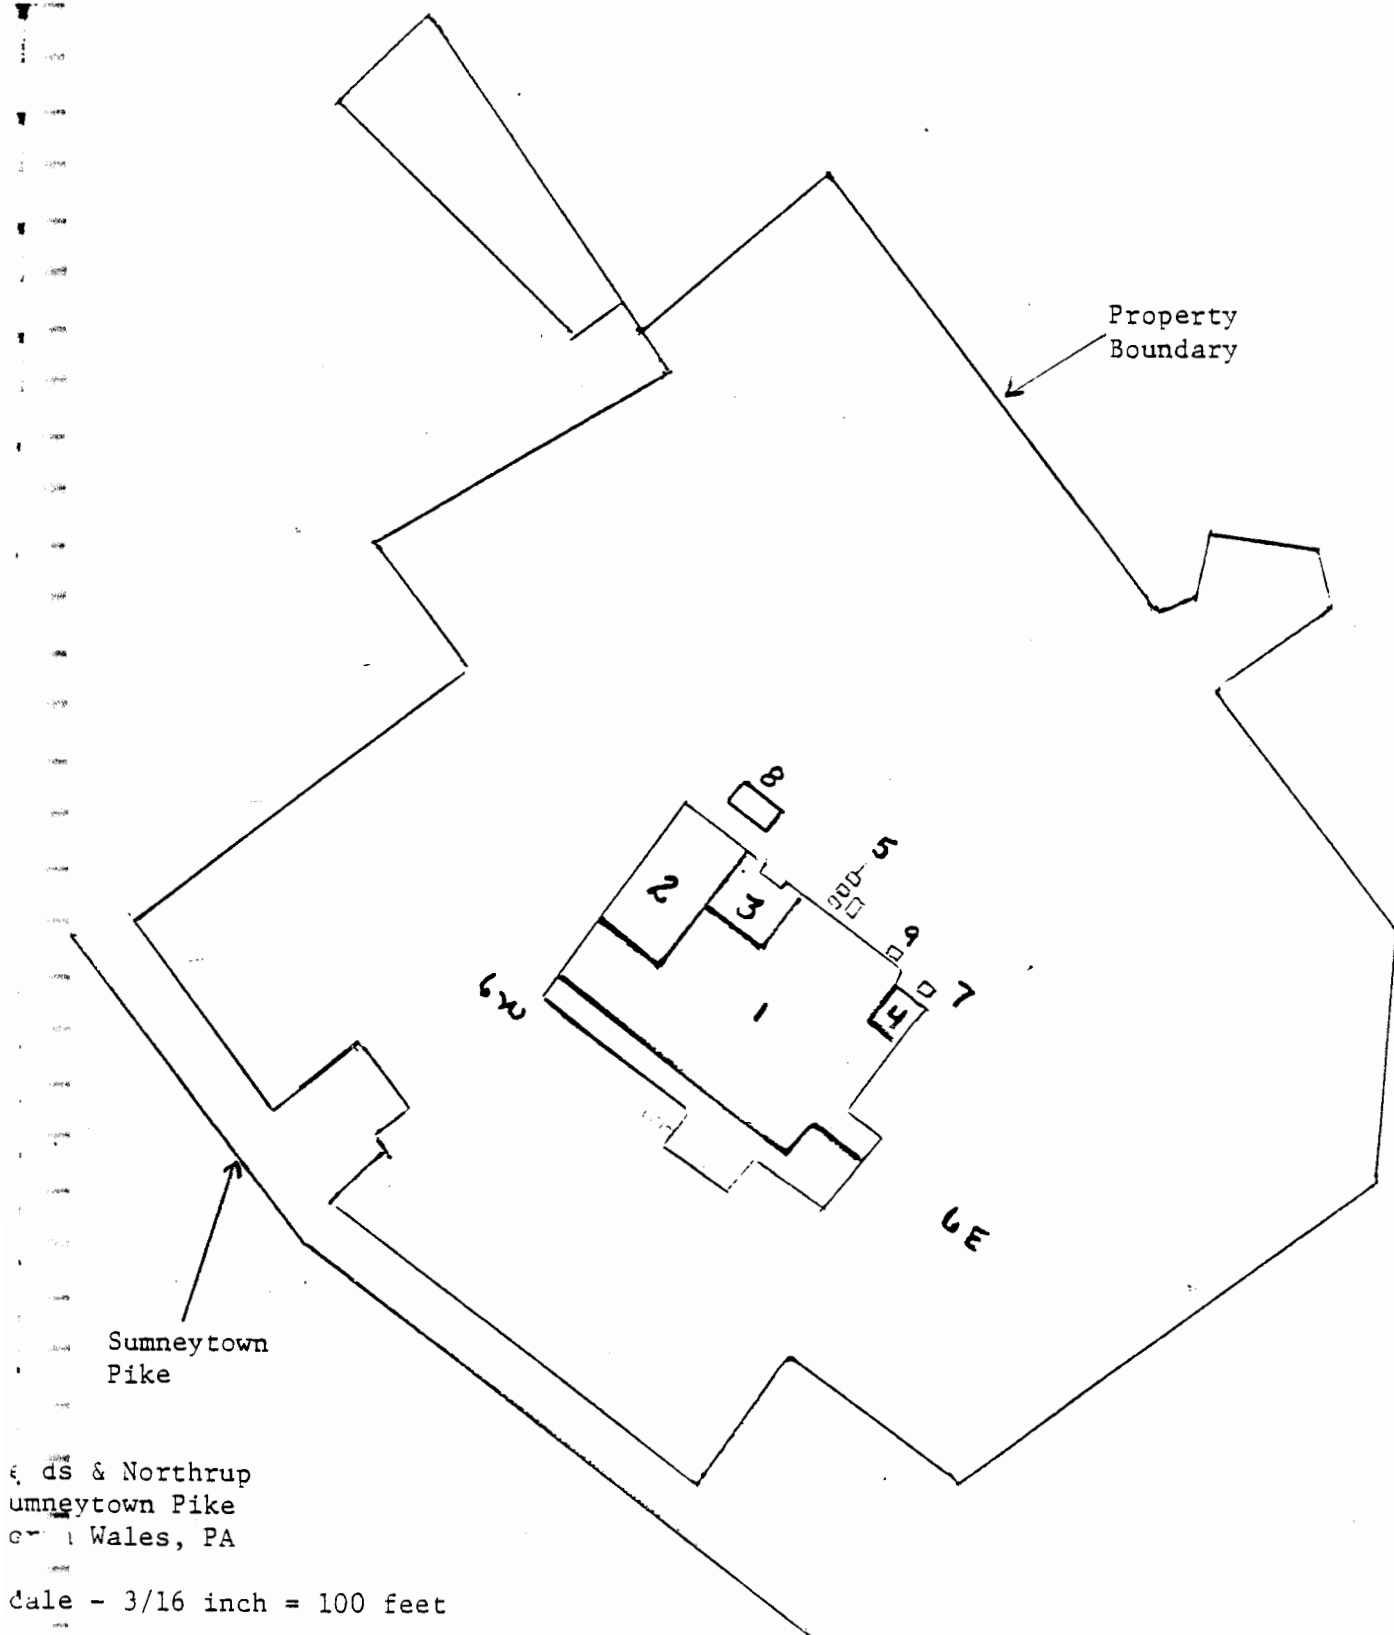 Property
Boundary
8
5
2
3
9
6W
1
7
4
6E
Sumneytown
Pike
ds & Northrup
umneytown Pike
Wales, PA
cale - 3/16 inch = 100 feet